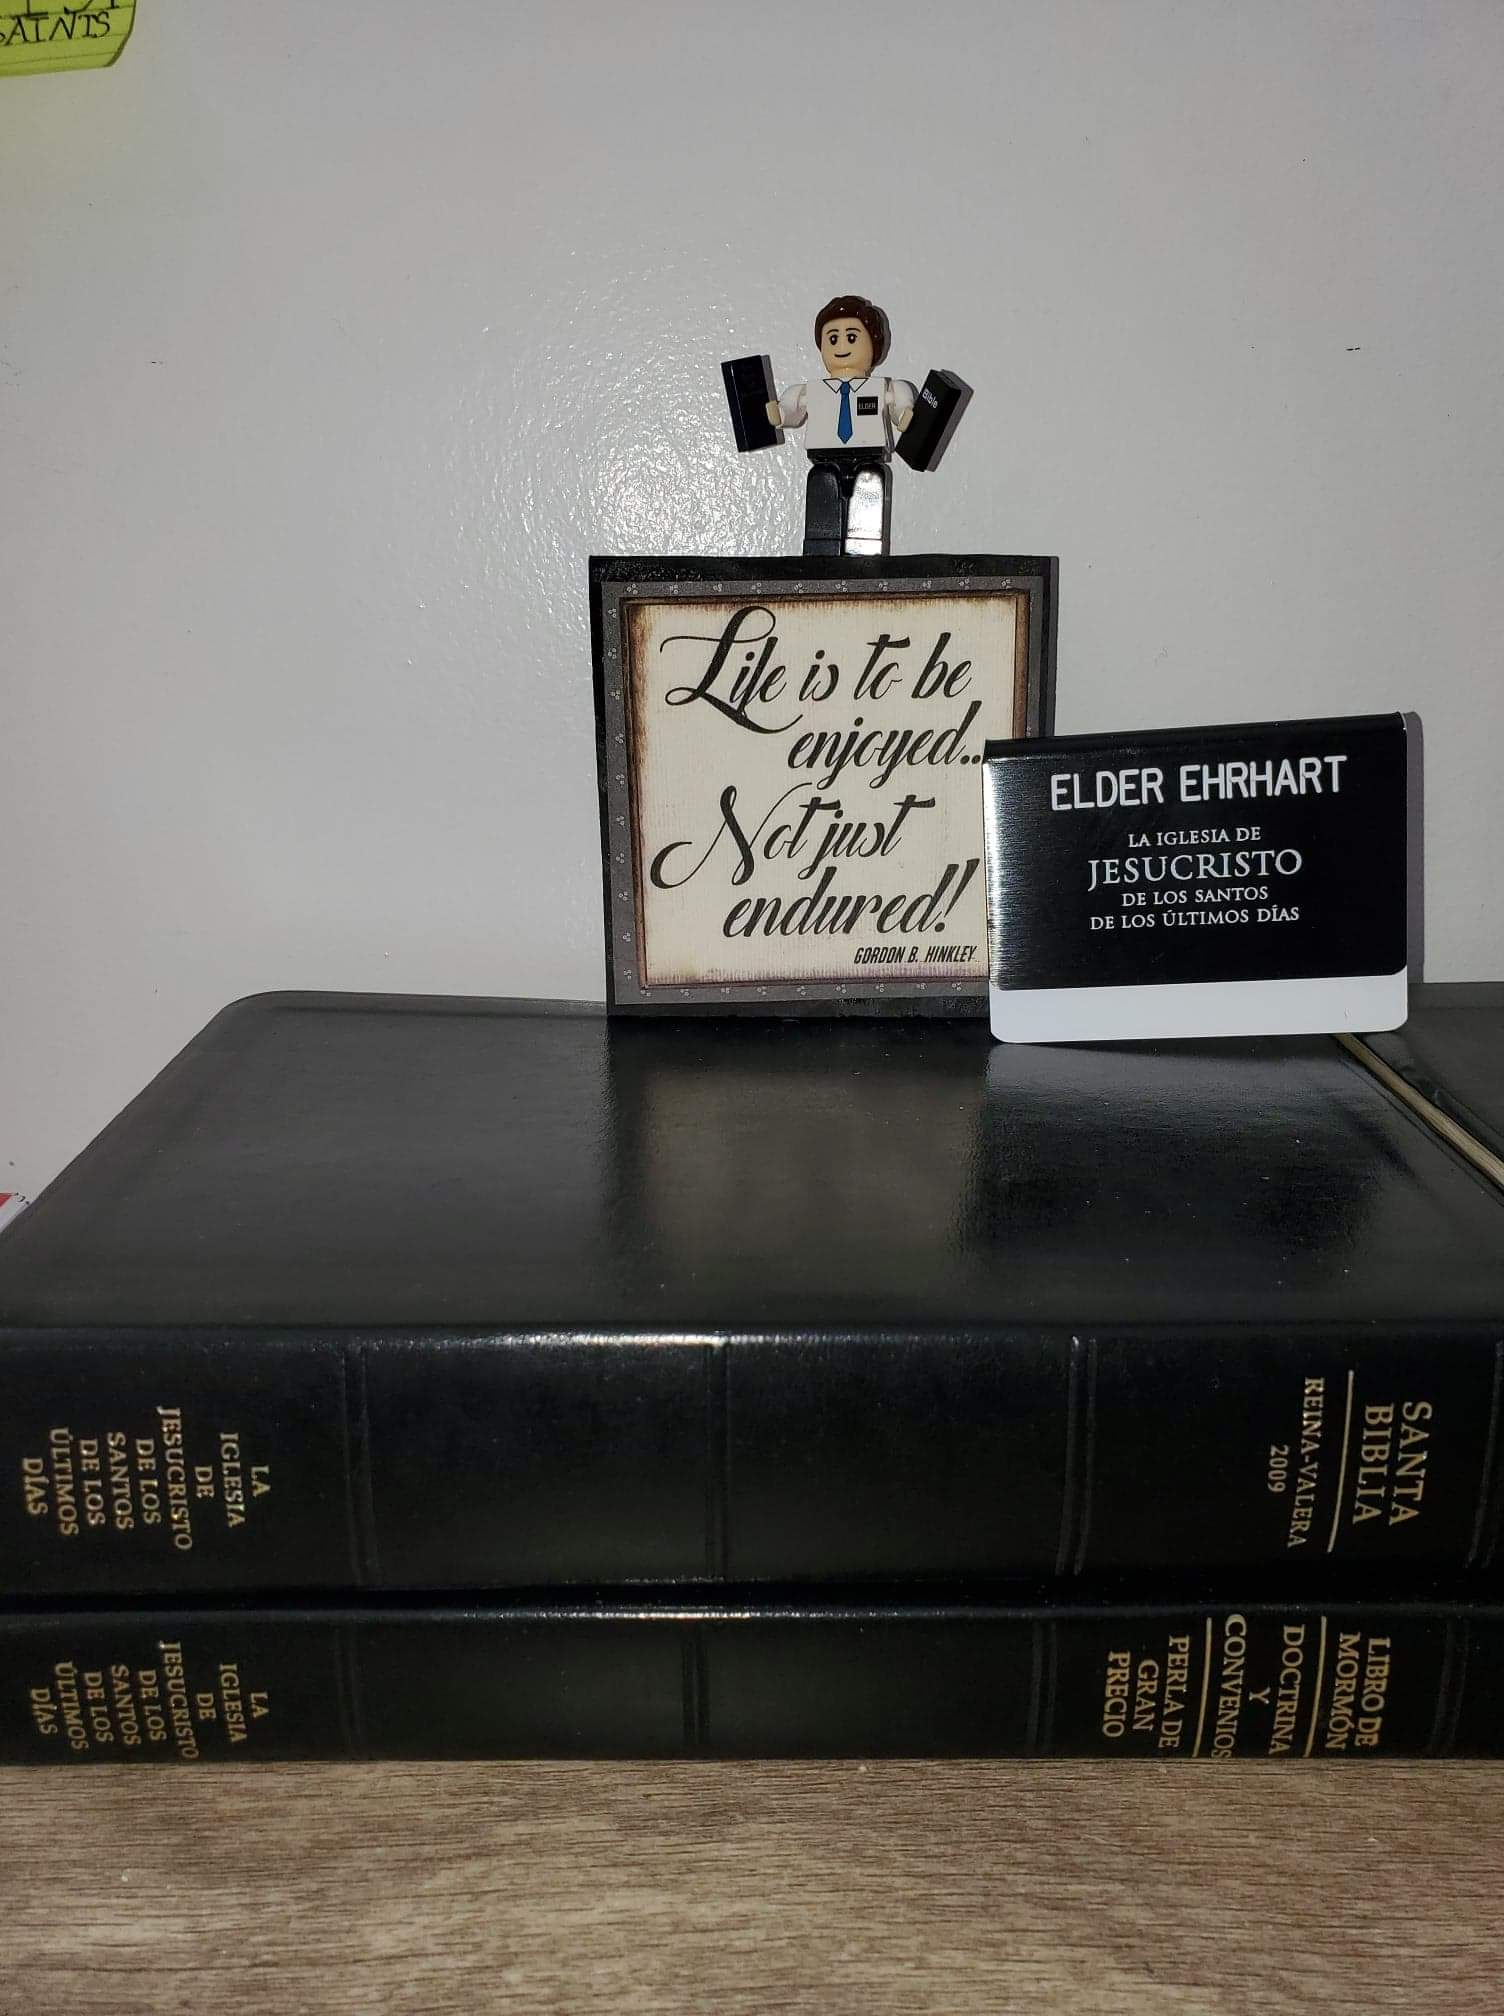 SAINTS
ELDER
Bible
Life is to be
enjoyed..
Not just
endured!
GORDON B. HINKLEY
ELDER EHRHART
LA IGLESIA DE
JESUCRISTO
DE LOS SANTOS
DE LOS ÚLTIMOS DÍAS
SANTA
BIBLIA
REINA-VALERA
2009
LA
IGLESIA
DE
JESUCRISTO
DE LOS
SANTOS
DE LOS
ÚLTIMOS
DÍAS
LIBRO DE
MORMÓN
DOCTRINA
Y
CONVENIOS
PERLA DE
GRAN
PRECIO
LA
IGLESIA
DE
JESUCRISTO
DE LOS
SANTOS
DE LOS
ÚLTIMOS
DÍAS